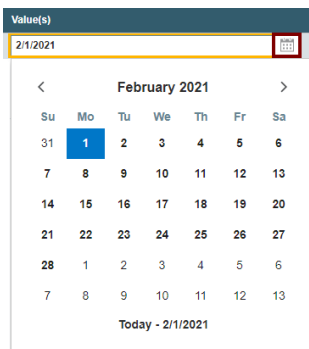 Value(s)
2/1/2021
February 2021
Su Mo Tu We Th Fr Sa
31 1 2 3 4 5 6
7 8 9 10 11 12 13
14 15 16 17 18 19 20
21 22 23 24 25 26 27
28 1 2 3 4 5 6
7 8 9 10 11 12 13
Today - 2/1/2021